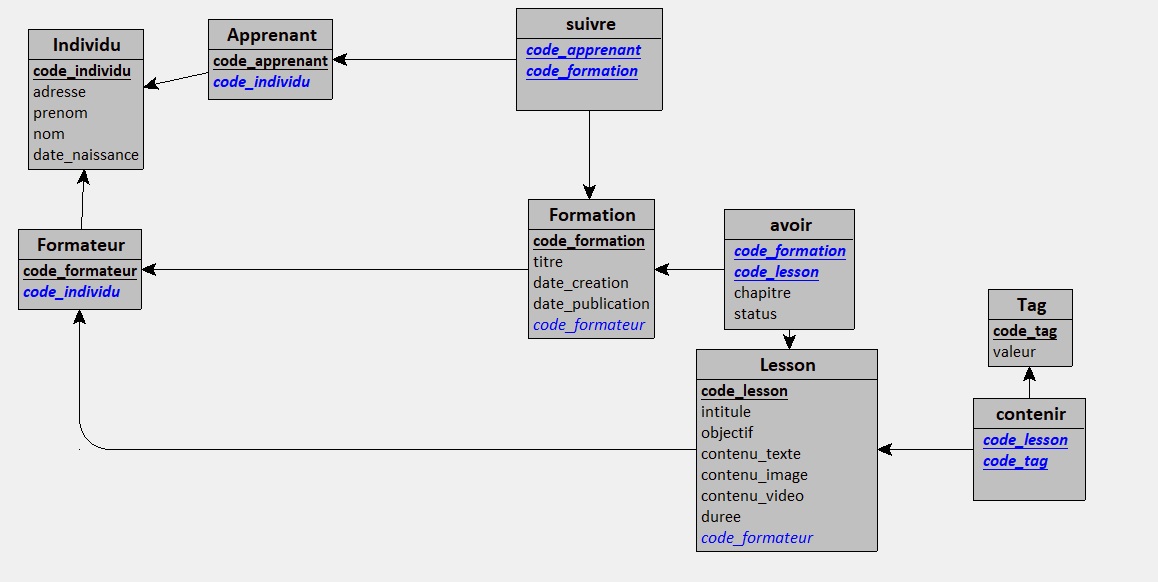 Individu
code_individu
adresse
prenom
nom
date_naissance
Apprenant
code_apprenant
code_individu
suivre
code_apprenant
code_formation
Formateur
code_formateur
code_individu
Formation
code_formation
titre
date_creation
date_publication
code_formateur
avoir
code_formation
code_lesson
chapitre
status
Tag
code_tag
valeur
Lesson
code_lesson
intitule
objectif
contenu_texte
contenu_image
contenu_video
duree
code_formateur
contenir
code_lesson
code_tag